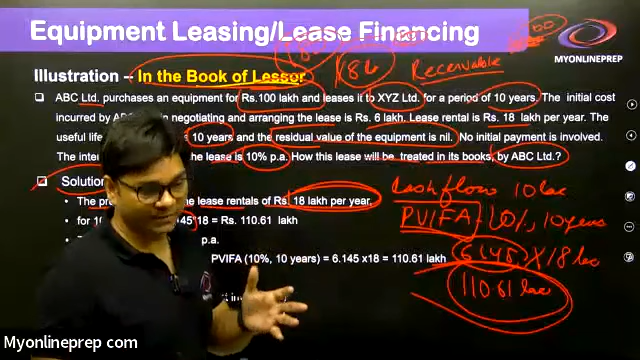 Equipment Leasing/Lease Financing
MYONLINEPREP
Illustration – In the Book of Lessor
186
Receivable
ABC Ltd. purchases an equipment for Rs.100 lakh and leases it to XYZ Ltd. for a period of 10 years. The initial cost
incurred by in negotiating and arranging the lease is Rs. 6 lakh. Lease rental is Rs. 18 lakh per year. The
useful life 10 years and the residual value of the equipment is nil. No initial payment is involved.
The the lease is 10% p.a. How this lease will be treated in its books, by ABC Ltd.?
Solution
The the lease rentals of Rs. 18 lakh per year,
for 10 18 = Rs. 110.61 lakh
p.a.
PVIFA (10%, 10 years) = 6.145 x18 = 110.61 lakh
Cashflow 10 lac
PVIFA 10%, 10 years
6.145 x 18 lac
110.61 lac
Myonlineprep com